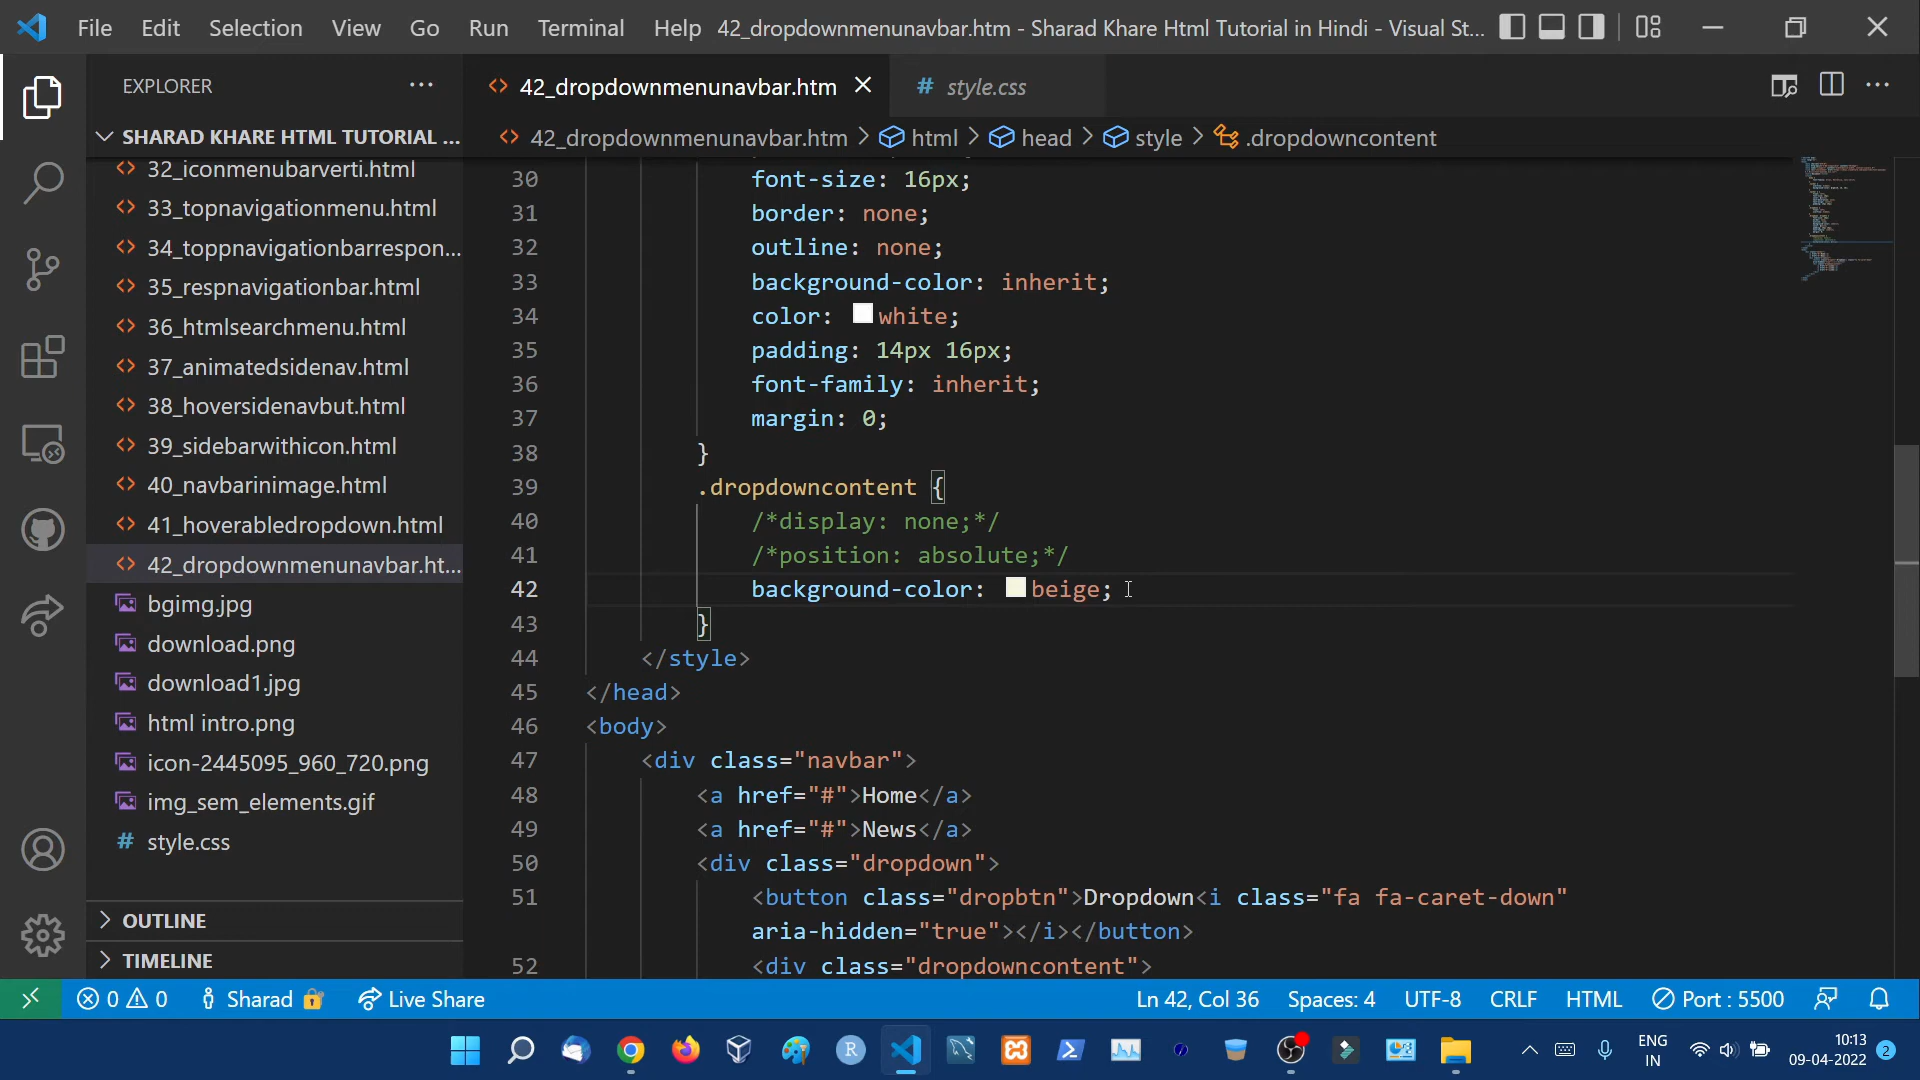 File Edit Selection View Go Run Terminal Help 42_dropdownmenunavbar.htm - Sharad Khare Html Tutorial in Hindi - Visual St...
EXPLORER
SHARAD KHARE HTML TUTORIAL ...
32_iconmenubarverti.html
33_topnavigationmenu.html
34_toppnavigationbarrespon...
35_respnavigationbar.html
36_htmlsearchmenu.html
37_animatedsidenav.html
38_hoversidenavbut.html
39_sidebarwithicon.html
40_navbarinimage.html
41_hoverabledropdown.html
42_dropdownmenunavbar.ht...
bgimg.jpg
download.png
download1.jpg
html intro.png
icon-2445095_960_720.png
img_sem_elements.gif
# style.css
OUTLINE
TIMELINE
42_dropdownmenunavbar.htm # style.css
42_dropdownmenunavbar.htm > html > head > style > .dropdowncontent
30 font-size: 16px;
31 border: none;
32 outline: none;
33 background-color: inherit;
34 color: white;
35 padding: 14px 16px;
36 font-family: inherit;
37 margin: 0;
38 }
39 .dropdowncontent {
40 /*display: none;*/
41 /*position: absolute;*/
42 background-color: beige;
43 }
44 </style>
45 </head>
46 <body>
47 <div class="navbar">
48 <a href="#">Home</a>
49 <a href="#">News</a>
50 <div class="dropdown">
51 <button class="dropbtn">Dropdown<i class="fa fa-caret-down"
aria-hidden="true"></i></button>
52 <div class="dropdowncontent">
0 0 Sharad Live Share Ln 42, Col 36 Spaces: 4 UTF-8 CRLF HTML Port : 5500
R ENG
IN
10:13
09-04-2022 2